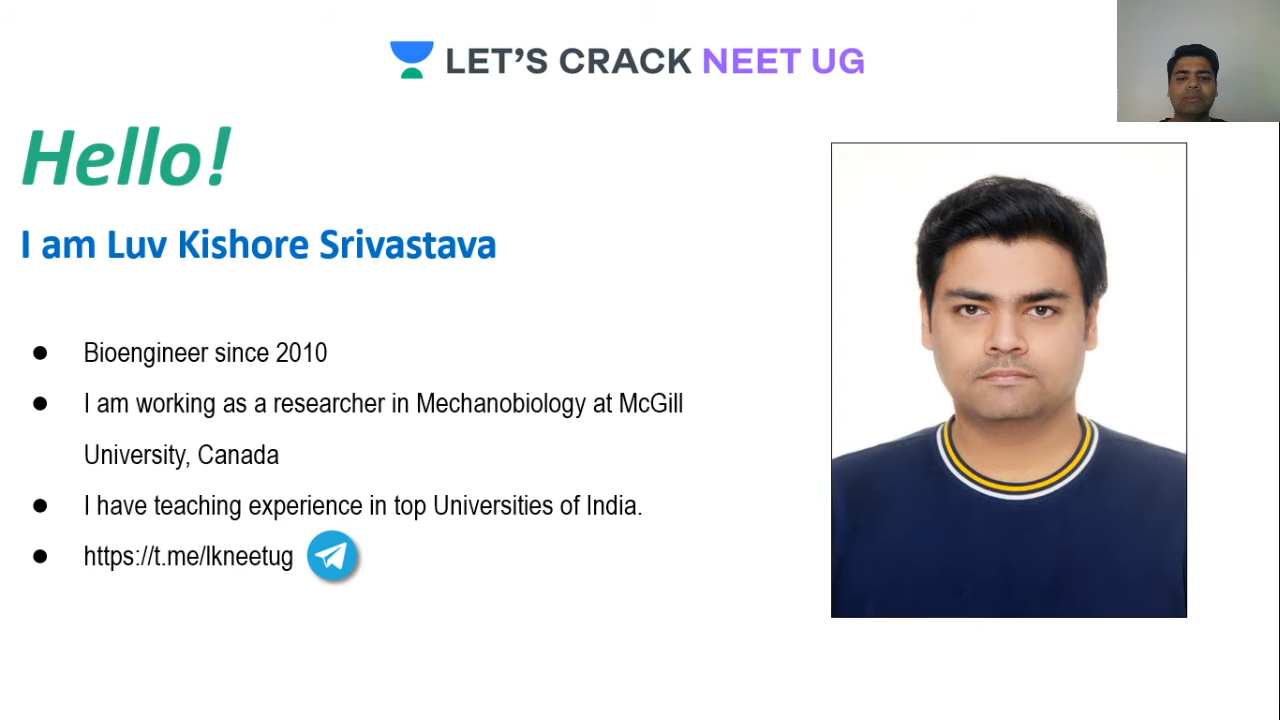 LET’S CRACK NEET UG
Hello!
I am Luv Kishore Srivastava
● Bioengineer since 2010
● I am working as a researcher in Mechanobiology at McGill
University, Canada
● I have teaching experience in top Universities of India.
● https://t.me/lkneetug